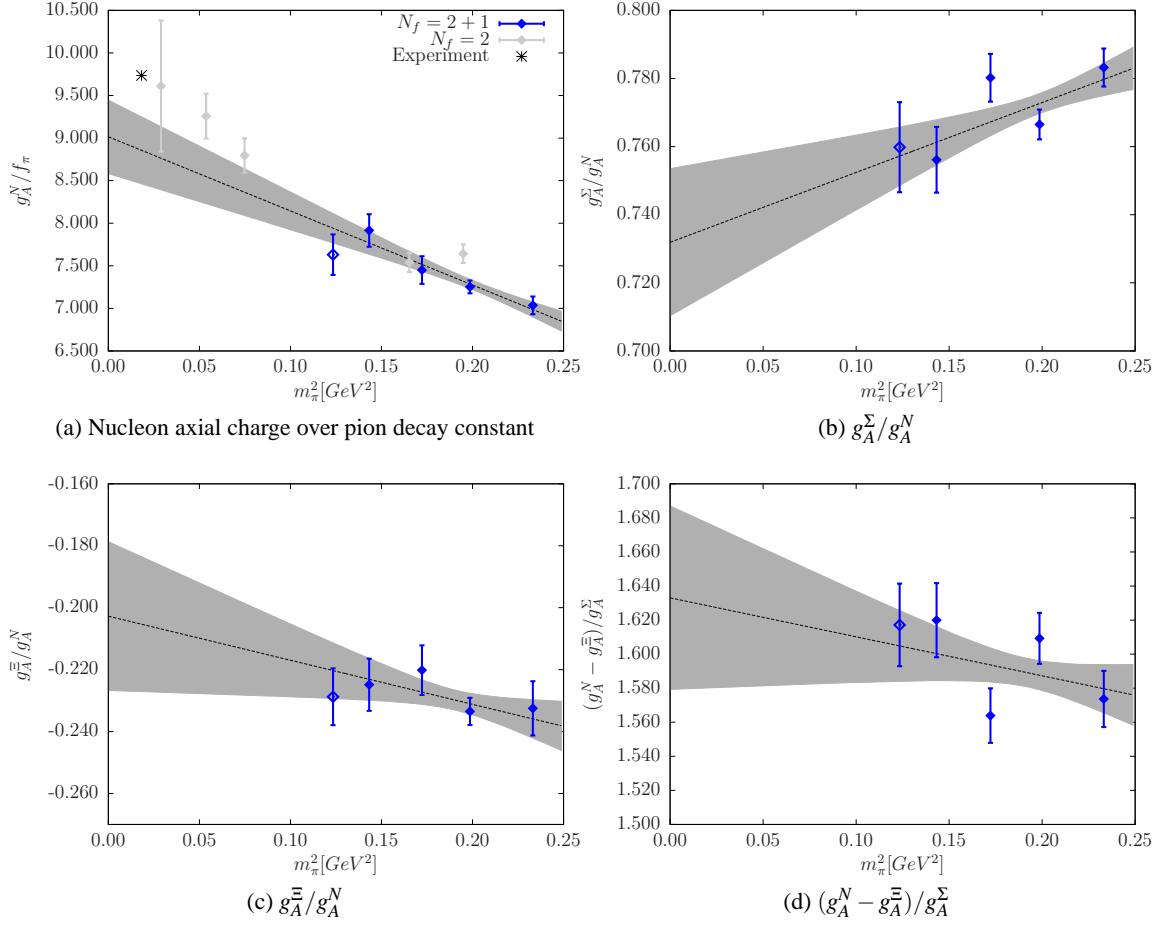 10.500
10.000
9.500
9.000
8.500
8.000
7.500
7.000
6.500
g_A^N/f_π
N_f = 2 + 1
N_f = 2
Experiment
0.00 0.05 0.10 0.15 0.20 0.25
m_π^2[GeV^2]
(a) Nucleon axial charge over pion decay constant
0.800
0.780
0.760
0.740
0.720
0.700
g_A^Σ/g_A^N
0.00 0.05 0.10 0.15 0.20 0.25
m_π^2[GeV^2]
(b) g_A^Σ/g_A^N
-0.160
-0.180
-0.200
-0.220
-0.240
-0.260
g_A^Ξ/g_A^N
0.00 0.05 0.10 0.15 0.20 0.25
m_π^2[GeV^2]
(c) g_A^Ξ/g_A^N
1.700
1.680
1.660
1.640
1.620
1.600
1.580
1.560
1.540
1.520
1.500
(g_A^N − g_A^Ξ)/g_A^Σ
0.00 0.05 0.10 0.15 0.20 0.25
m_π^2[GeV^2]
(d) (g_A^N − g_A^Ξ)/g_A^Σ